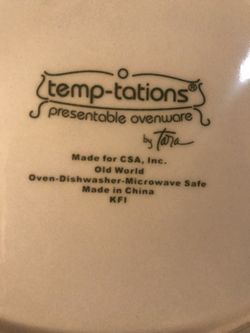 temp-tations®
presentable ovenware
by Tara
Made for CSA, Inc.
Old World
Oven-Dishwasher-Microwave Safe
Made in China
KFI